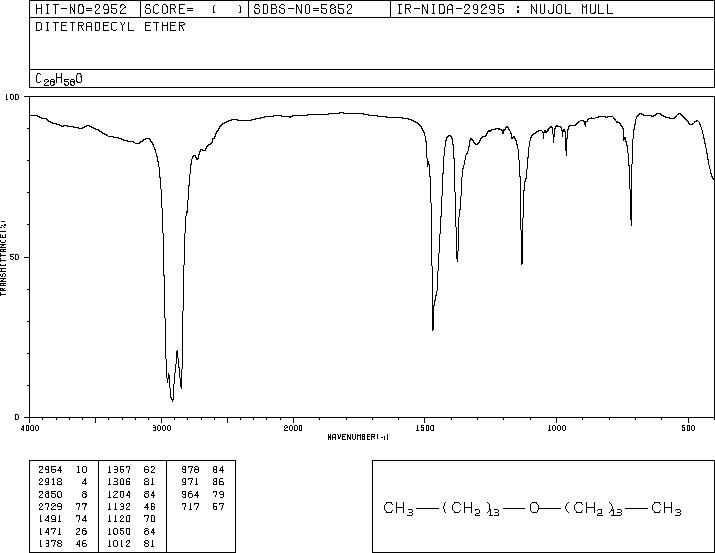 HIT-NO=2952 SCORE= ( ) SDBS-NO=5852 IR-NIDA-29295 : NUJOL MULL
DITETRADECYL ETHER
C28H58O
100
50
0
TRANSMITTANCE(%)
4000 3000 2000 1500 1000 500
WAVENUMBER(-1)
2954 10 1367 62 978 84
2918 4 1306 81 971 86
2850 8 1204 84 964 79
2729 77 1132 46 717 57
1491 74 1120 70
1471 26 1050 84
1378 46 1012 81
CH3—(CH2)13—O—(CH2)13—CH3